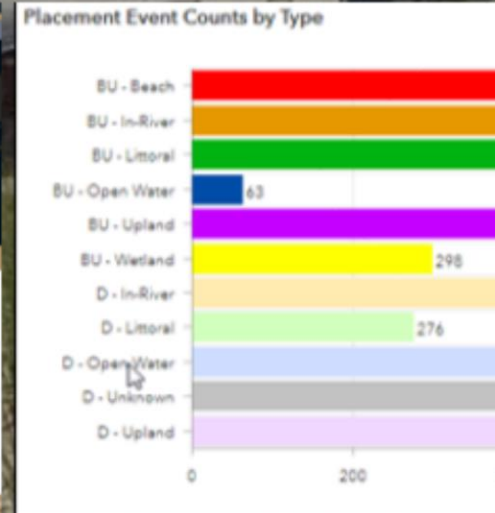 Placement Event Counts by Type
BU - Beach
BU - In-River
BU - Littoral
BU - Open Water
63
BU - Upland
BU - Wetland
298
D - In-River
D - Littoral
276
D - Open Water
D - Unknown
D - Upland
0
200